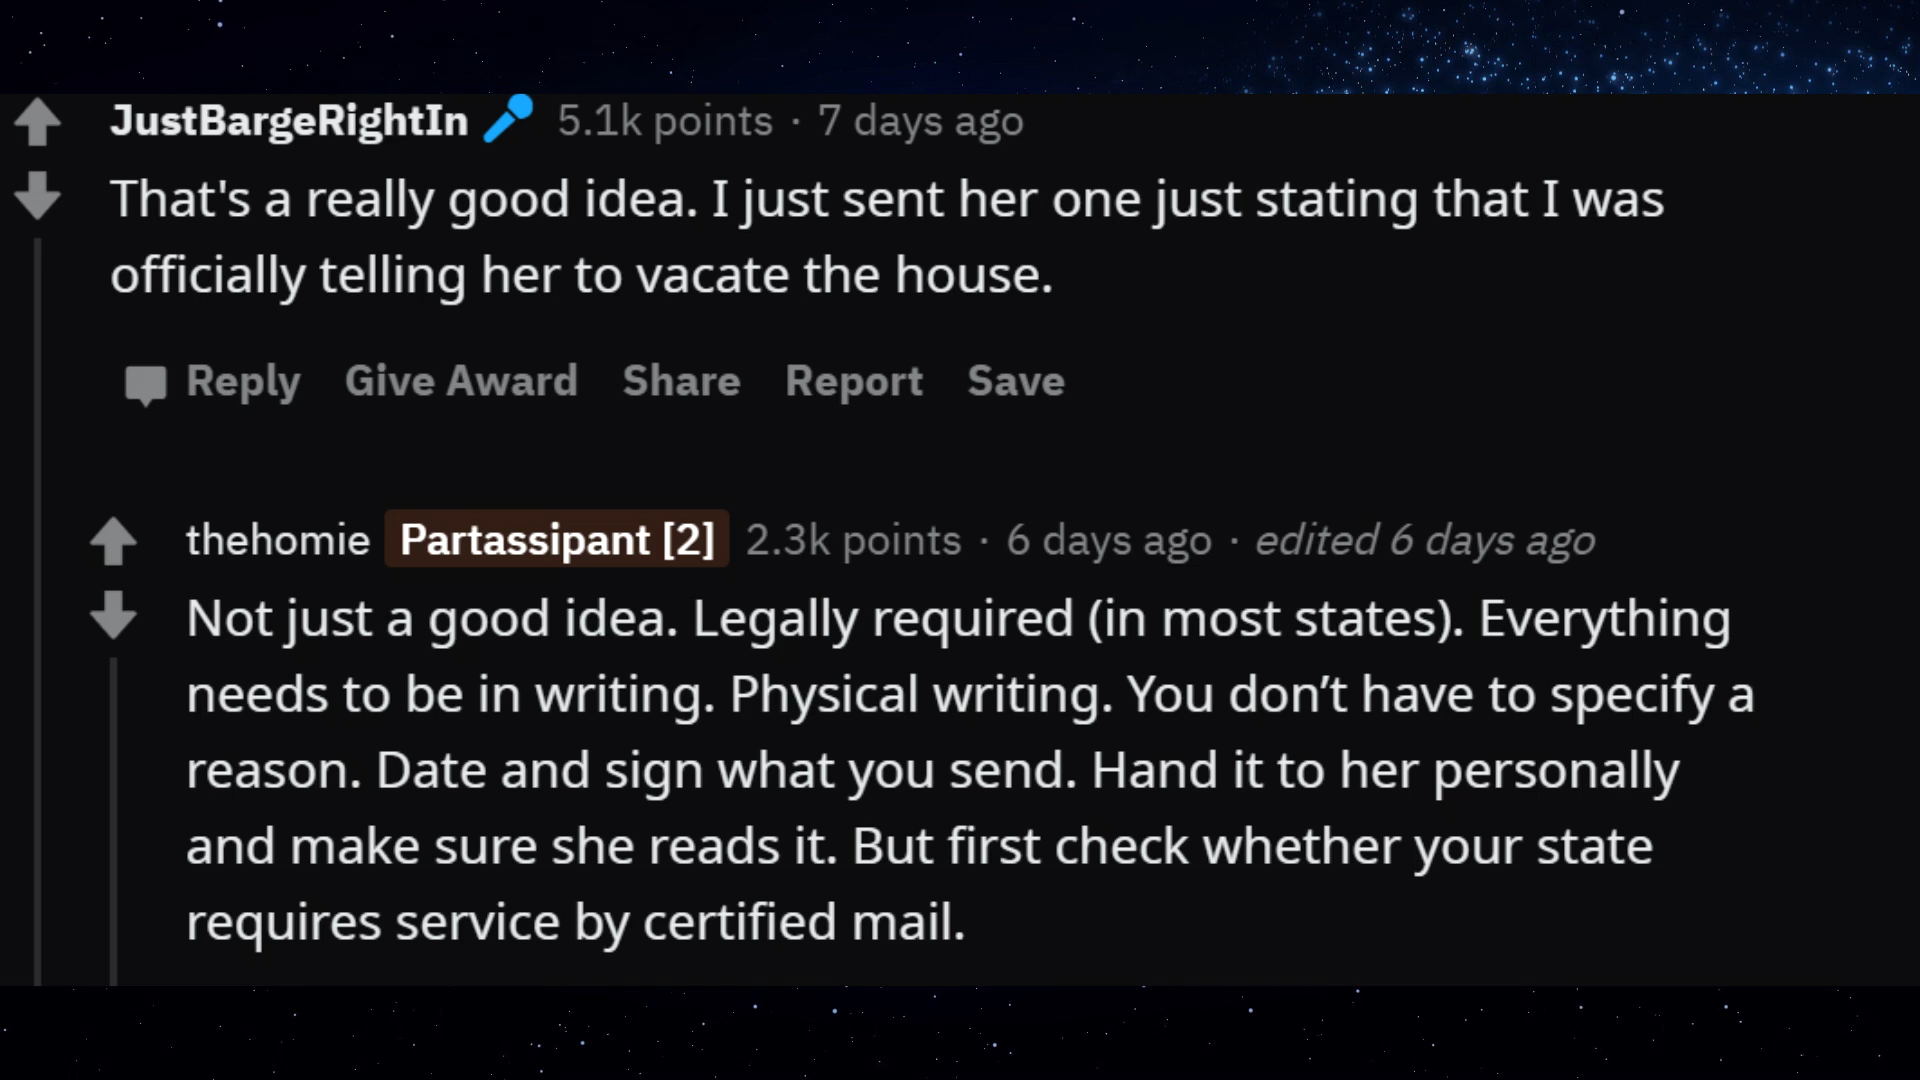 JustBargeRightIn 5.1k points · 7 days ago
That's a really good idea. I just sent her one just stating that I was
officially telling her to vacate the house.
Reply Give Award Share Report Save
thehomie Partassipant [2] 2.3k points · 6 days ago · edited 6 days ago
Not just a good idea. Legally required (in most states). Everything
needs to be in writing. Physical writing. You don’t have to specify a
reason. Date and sign what you send. Hand it to her personally
and make sure she reads it. But first check whether your state
requires service by certified mail.